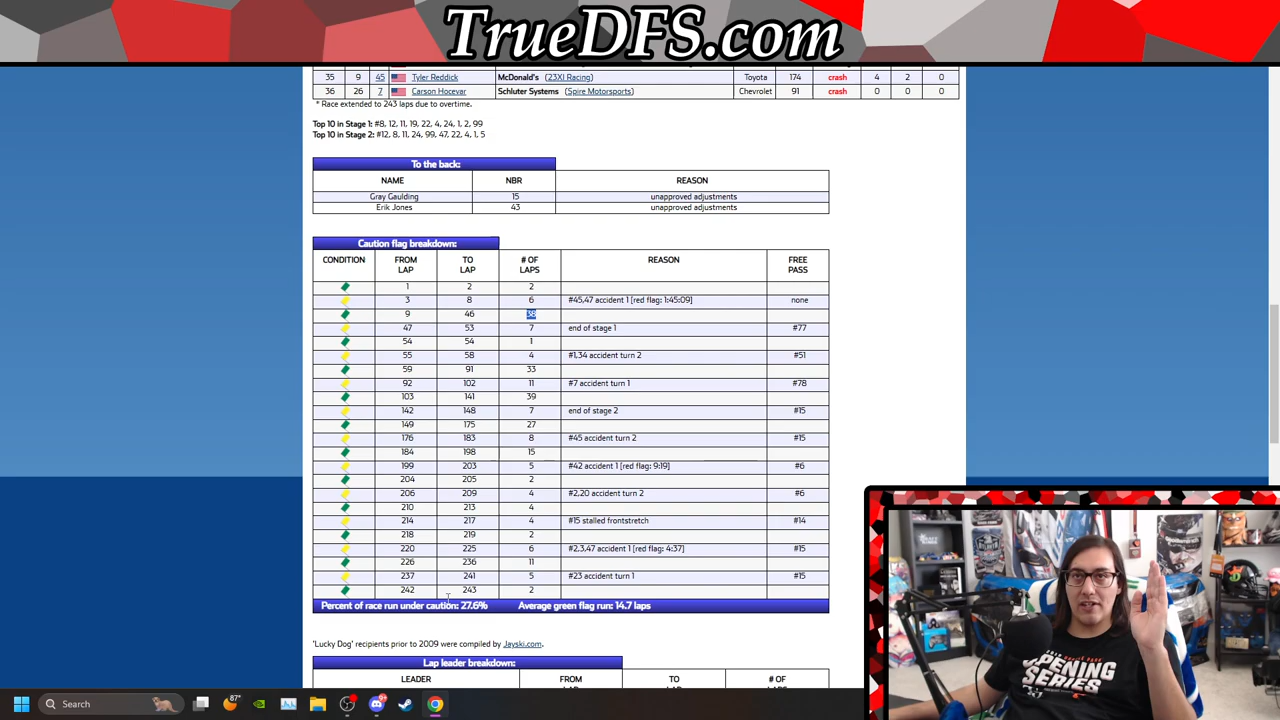 TrueDFS.com
35 9 45 Tyler Reddick McDonald's (23XI Racing) Toyota 174 crash 4 2 0
36 26 7 Carson Hocevar Schluter Systems (Spire Motorsports) Chevrolet 91 crash 0 0 0
* Race extended to 243 laps due to overtime.
Top 10 in Stage 1: #8, 12, 11, 19, 22, 4, 24, 1, 2, 99
Top 10 in Stage 2: #12, 8, 11, 24, 99, 47, 22, 4, 1, 5
To the back:
NAME NBR REASON
Gray Gaulding 15 unapproved adjustments
Erik Jones 43 unapproved adjustments
Caution flag breakdown:
CONDITION FROM LAP TO LAP # OF LAPS REASON FREE PASS
1 2 2
3 8 6 #45,47 accident 1 [red flag: 1:45:09] none
9 46 38
47 53 7 end of stage 1 #77
54 54 1
55 58 4 #1,34 accident turn 2 #51
59 91 33
92 102 11 #7 accident turn 1 #78
103 141 39
142 148 7 end of stage 2 #15
149 175 27
176 183 8 #45 accident turn 2 #15
184 198 15
199 203 5 #42 accident 1 [red flag: 9:19] #6
204 205 2
206 209 4 #2,20 accident turn 2 #6
210 213 4
214 217 4 #15 stalled frontstretch #14
218 219 2
220 225 6 #2,3,47 accident 1 [red flag: 4:37] #15
226 236 11
237 241 5 #23 accident turn 1 #15
242 243 2
Percent of race run under caution: 27.6% Average green flag run: 14.7 laps
'Lucky Dog' recipients prior to 2009 were compiled by Jayski.com.
Lap leader breakdown:
LEADER FROM TO # OF
OPENING
SERIES
Search
87°